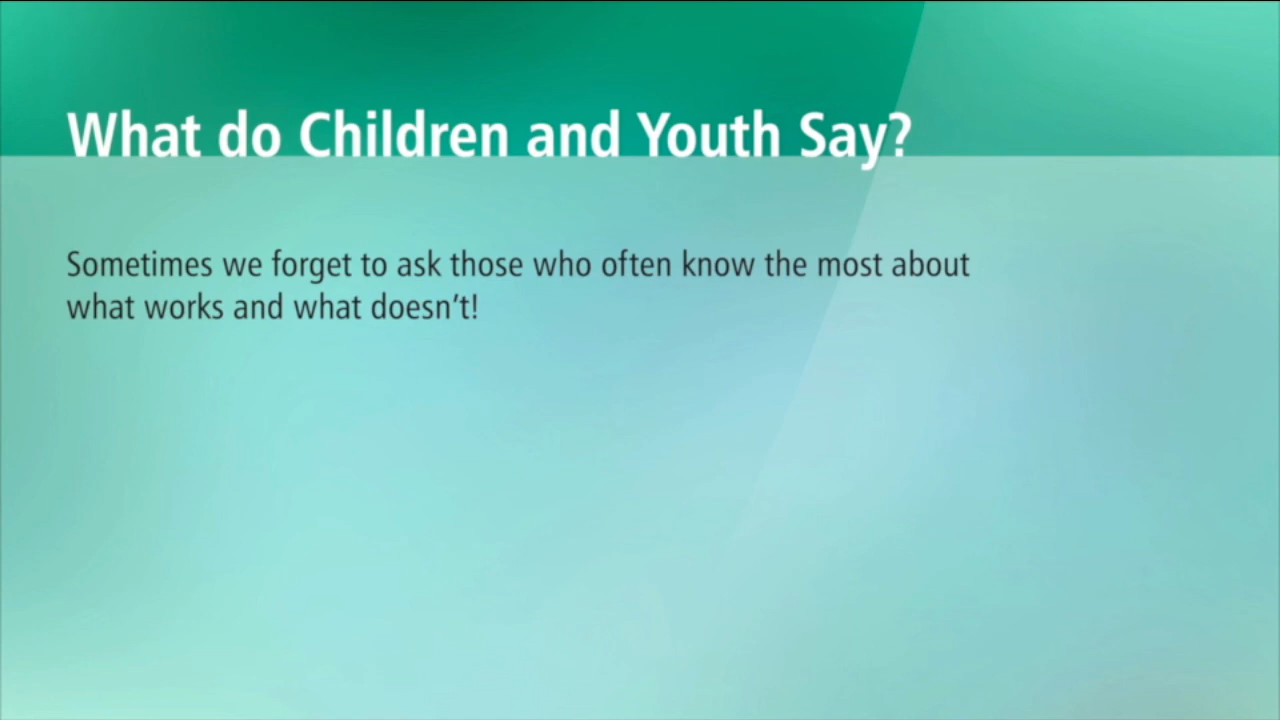 What do Children and Youth Say?
Sometimes we forget to ask those who often know the most about
what works and what doesn’t!